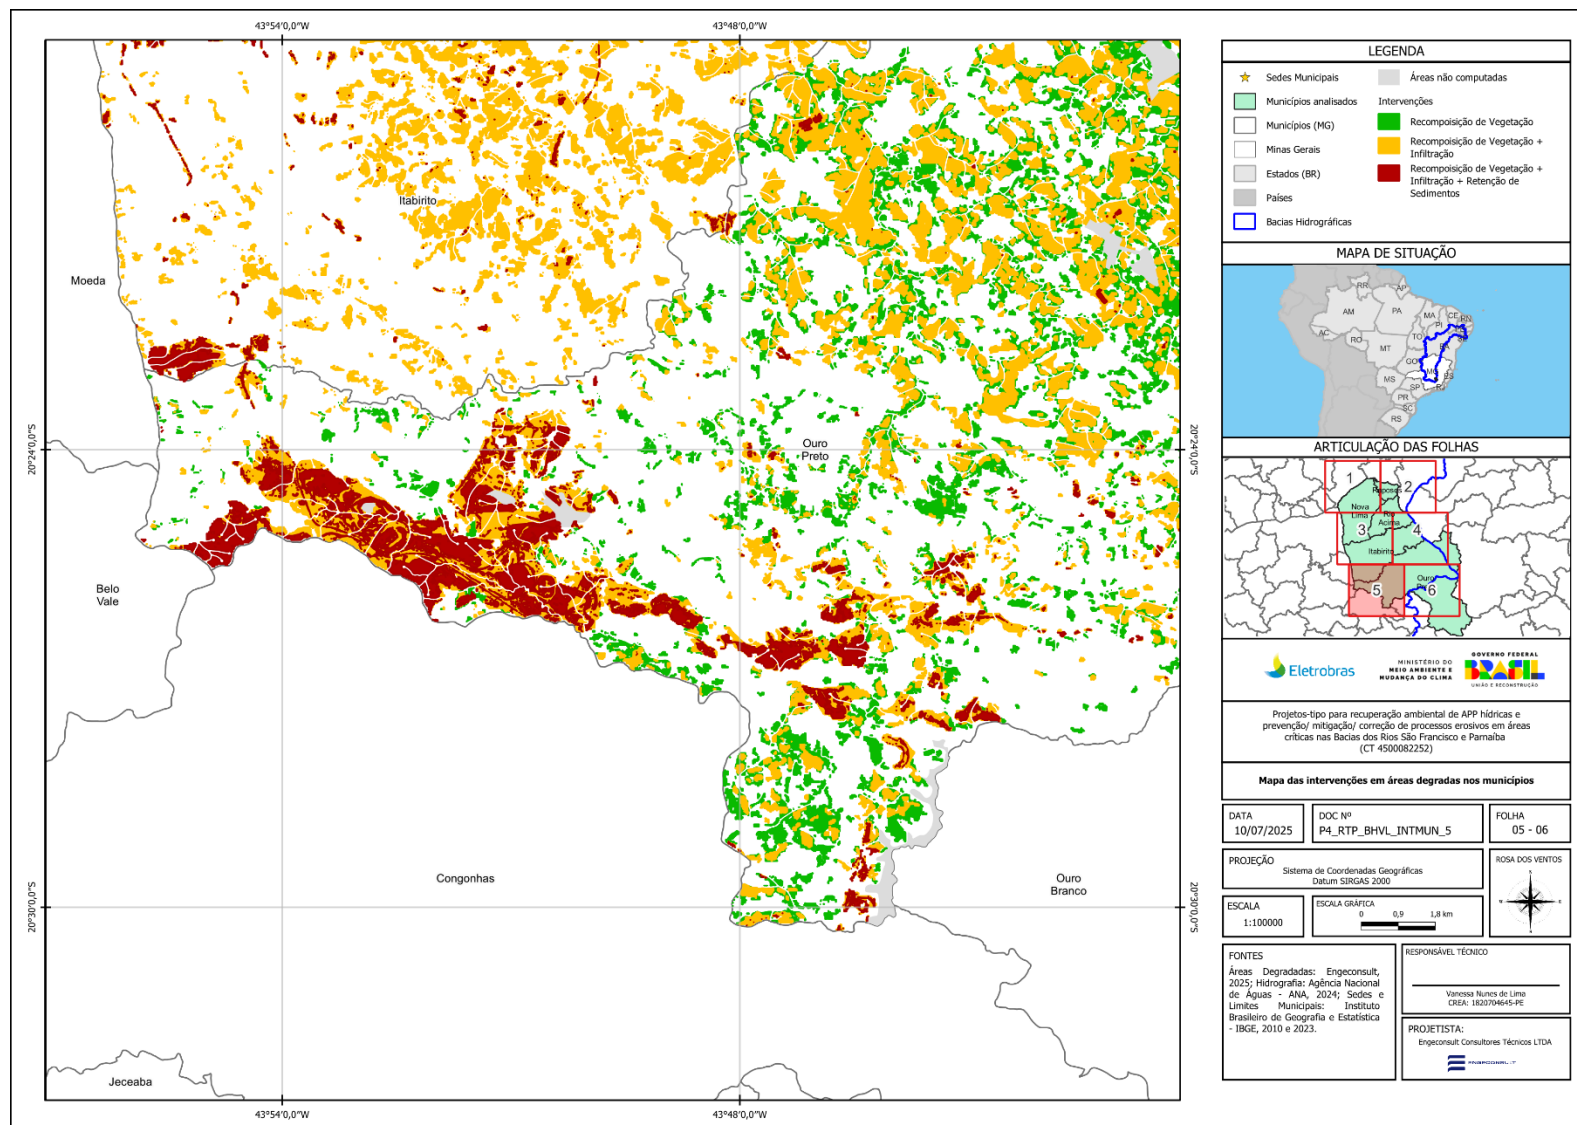 43°54'0,0"W
43°48'0,0"W
20°24'0,0"S
20°24'0,0"S
20°30'0,0"S
20°30'0,0"S
43°54'0,0"W
43°48'0,0"W
Itabirito
Moeda
Ouro
Preto
Belo
Vale
Congonhas
Ouro
Branco
Jeceaba
LEGENDA
Sedes Municipais
Municípios analisados
Municípios (MG)
Minas Gerais
Estados (BR)
Países
Bacias Hidrográficas
Áreas não computadas
Intervenções
Recompoisição de Vegetação
Recompoisição de Vegetação +
Infiltração
Recompoisição de Vegetação +
Infiltração + Retenção de
Sedimentos
MAPA DE SITUAÇÃO
RR
AP
AM
PA
MA
CE
RN
PI
AC
RO
TO
MT
BA
GO
MG
ES
MS
SP
PR
SC
RS
ARTICULAÇÃO DAS FOLHAS
1
2
Raposas
Nova
Lima
Rio
Acima
3
4
Itabirito
5
Ouro
6
Eletrobras
MINISTÉRIO DO
MEIO AMBIENTE E
MUDANÇA DO CLIMA
GOVERNO FEDERAL
BRASIL
UNIÃO E RECONSTRUÇÃO
Projetos-tipo para recuperação ambiental de APP hídricas e
prevenção/ mitigação/ correção de processos erosivos em áreas
críticas nas Bacias dos Rios São Francisco e Parnaíba
(CT 4500082252)
Mapa das intervenções em áreas degradadas nos municípios
DATA
10/07/2025
DOC Nº
P4_RTP_BHVL_INTMUN_5
FOLHA
05 - 06
PROJEÇÃO
Sistema de Coordenadas Geográficas
Datum SIRGAS 2000
ROSA DOS VENTOS
ESCALA
1:100000
ESCALA GRÁFICA
0 0,9 1,8 km
FONTES
Áreas Degradadas: Engeconsult,
2025; Hidrografia: Agência Nacional
de Águas - ANA, 2024; Sedes e
Limites Municipais: Instituto
Brasileiro de Geografia e Estatística
- IBGE, 2010 e 2023.
RESPONSÁVEL TÉCNICO
Vanessa Nunes de Lima
CREA: 1820704645-PE
PROJETISTA:
Engeconsult Consultores Técnicos LTDA